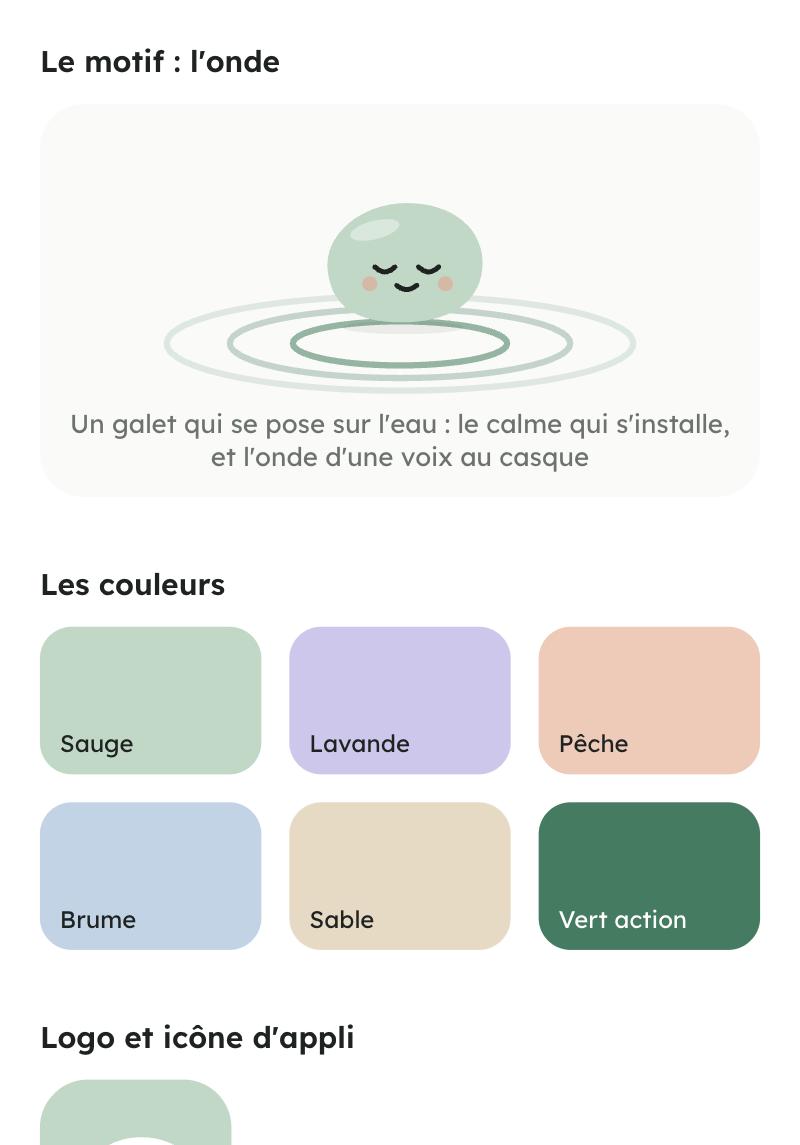 Le motif : l'onde
Un galet qui se pose sur l'eau : le calme qui s'installe,
et l'onde d'une voix au casque
Les couleurs
Sauge
Lavande
Pêche
Brume
Sable
Vert action
Logo et icône d'appli